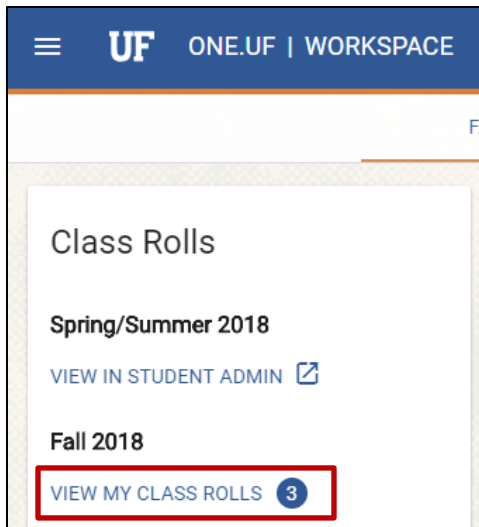 UF ONE.UF | WORKSPACE
Class Rolls
Spring/Summer 2018
VIEW IN STUDENT ADMIN
Fall 2018
VIEW MY CLASS ROLLS 3